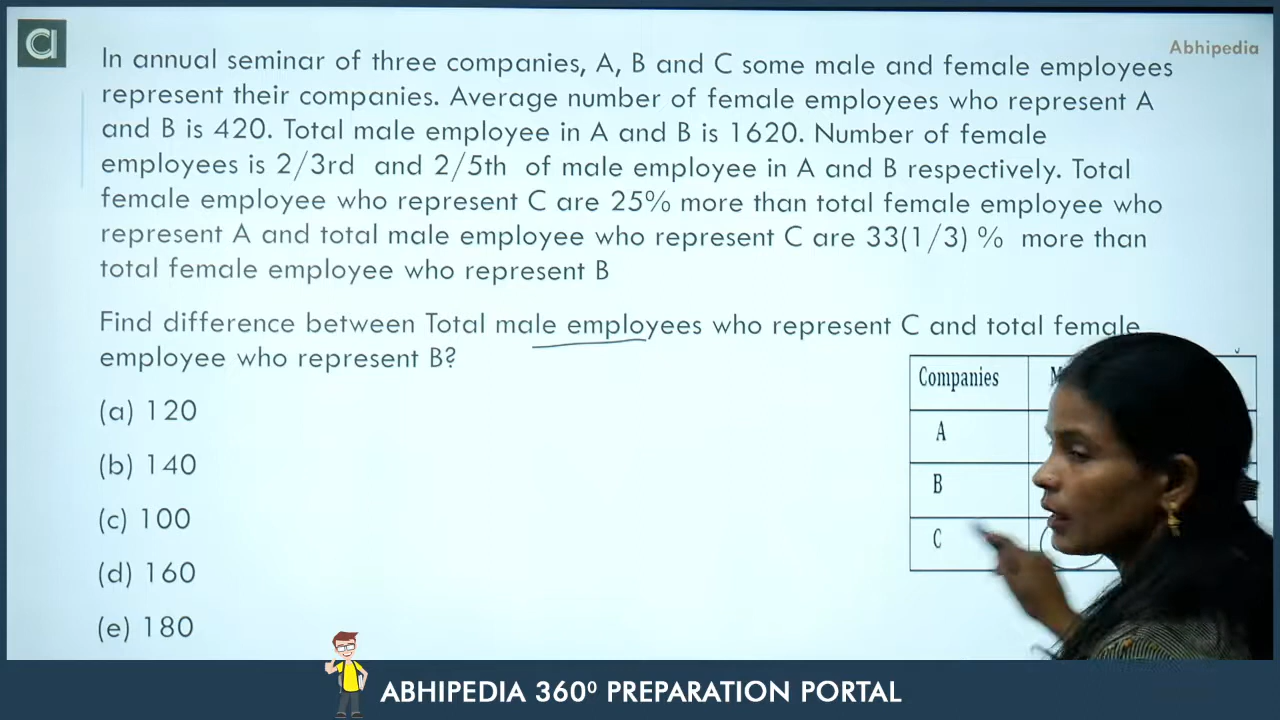 Abhipedia
In annual seminar of three companies, A, B and C some male and female employees
represent their companies. Average number of female employees who represent A
and B is 420. Total male employee in A and B is 1620. Number of female
employees is 2/3rd and 2/5th of male employee in A and B respectively. Total
female employee who represent C are 25% more than total female employee who
represent A and total male employee who represent C are 33(1/3) % more than
total female employee who represent B
Find difference between Total male employees who represent C and total female
employee who represent B?
(a) 120
(b) 140
(c) 100
(d) 160
(e) 180
Companies
A
B
C
ABHIPEDIA 360⁰ PREPARATION PORTAL